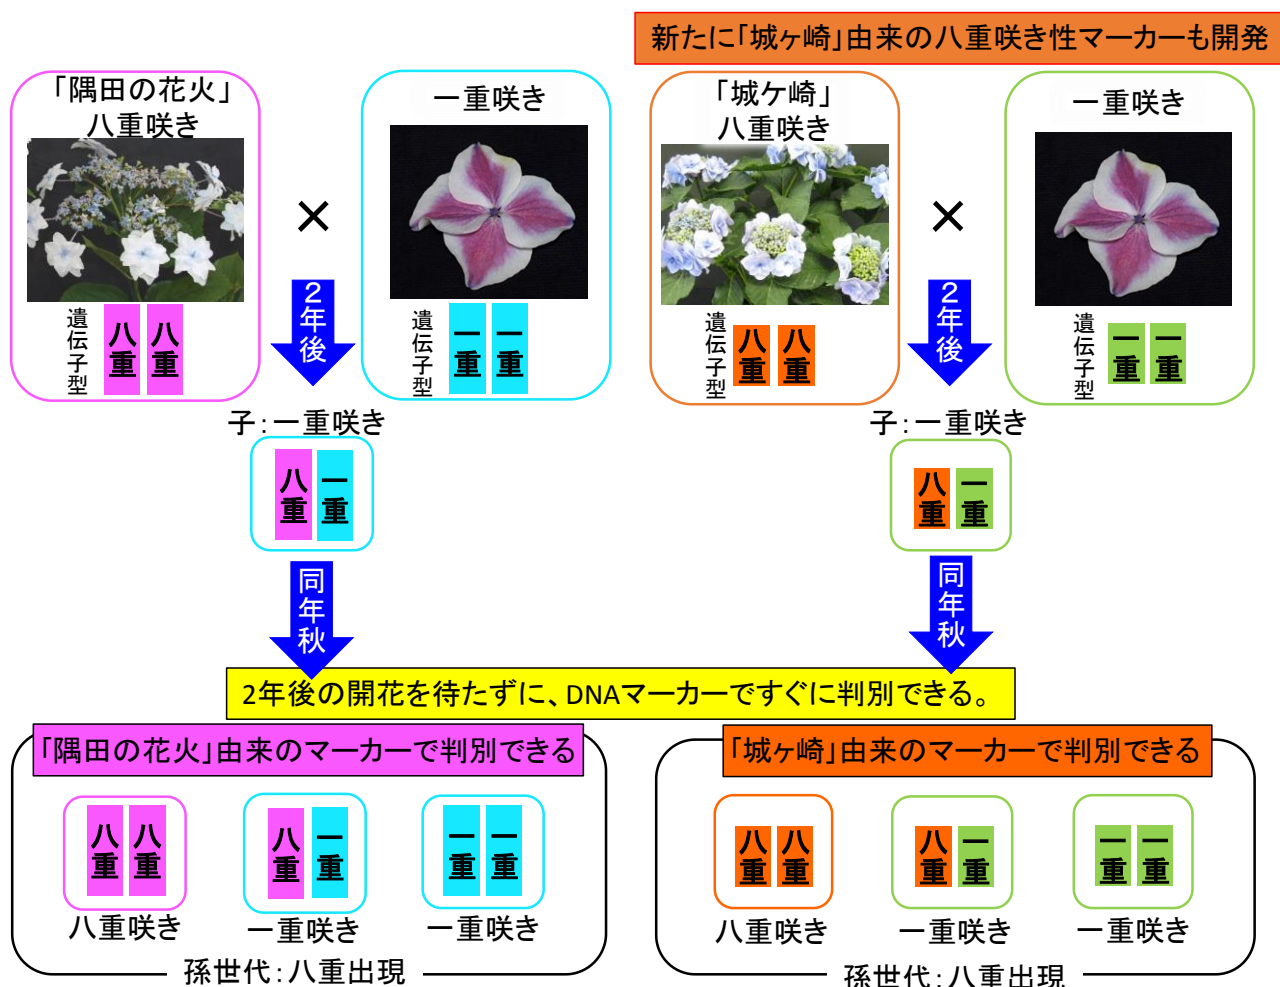 新たに「城ヶ崎」由来の八重咲き性マーカーも開発
「隅田の花火」
八重咲き
一重咲き
「城ケ崎」
八重咲き
一重咲き
×
×
遺伝子型
八重
八重
2年後
遺伝子型
一重
一重
遺伝子型
八重
八重
2年後
遺伝子型
一重
一重
子:一重咲き
八重
一重
子:一重咲き
八重
一重
同年秋
同年秋
2年後の開花を待たずに、DNAマーカーですぐに判別できる。
「隅田の花火」由来のマーカーで判別できる
八重
八重
八重
一重
一重
一重
八重咲き
一重咲き
一重咲き
孫世代:八重出現
「城ヶ崎」由来のマーカーで判別できる
八重
八重
八重
一重
一重
一重
八重咲き
一重咲き
一重咲き
孫世代:八重出現